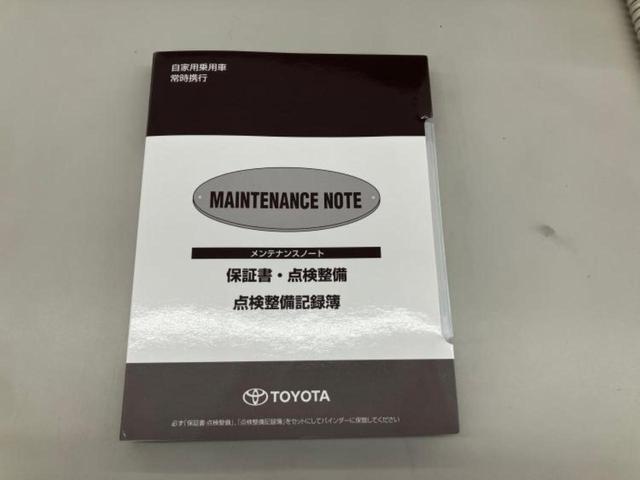 自家用乗用車
常時携行
MAINTENANCE NOTE
メンテナンスノート
保証書・点検整備
点検整備記録簿
TOYOTA
必ず「保証書・点検整備」、「点検整備記録簿」をセットにしてバインダーに保管してください